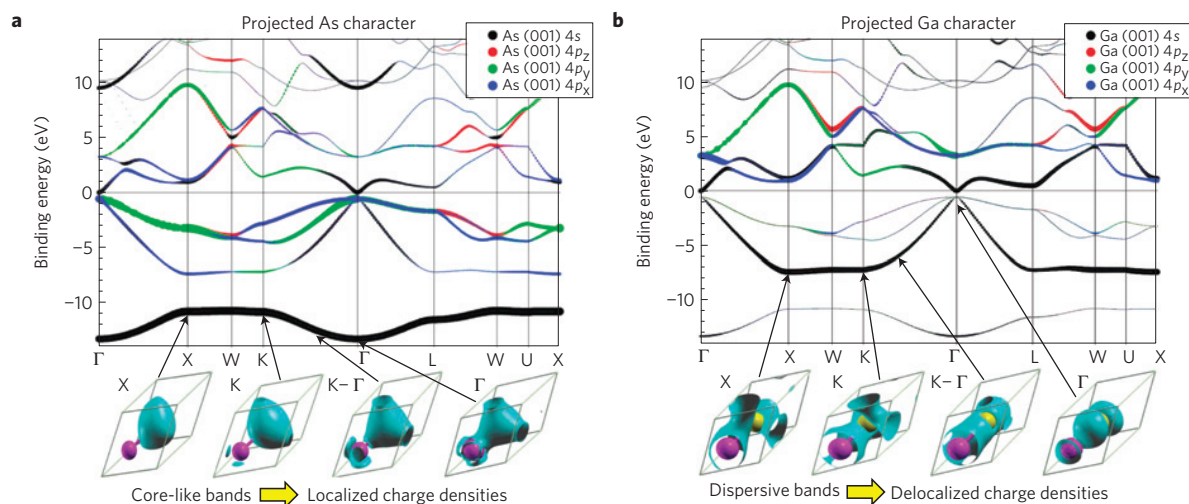 a
Projected As character
As (001) 4s
As (001) 4pz
As (001) 4py
As (001) 4px
Binding energy (eV)
10
5
0
−5
−10
Γ X W K Γ L W U X
X K K–Γ Γ
Core-like bands Localized charge densities
b
Projected Ga character
Ga (001) 4s
Ga (001) 4pz
Ga (001) 4py
Ga (001) 4px
Binding energy (eV)
10
5
0
−5
−10
Γ X W K Γ L W U X
X K K–Γ Γ
Dispersive bands Delocalized charge densities